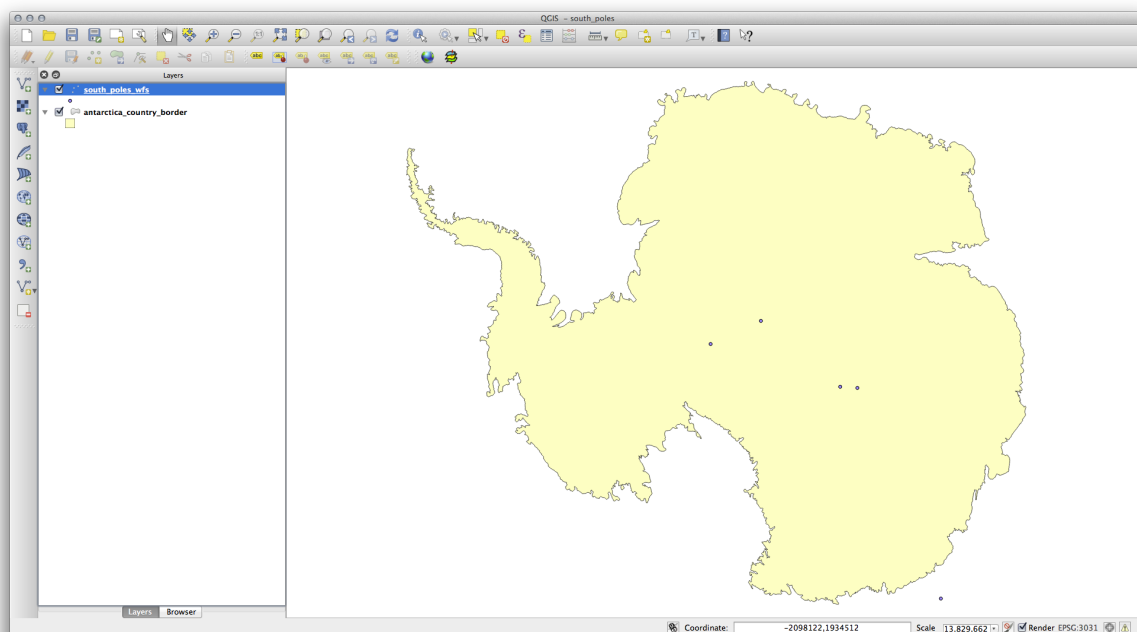 QGIS - south_poles
Layers
south_poles_wfs
antarctica_country_border
Layers
Browser
Coordinate:
-2098122,1934512
Scale
13,829,662
Render
EPSG:3031